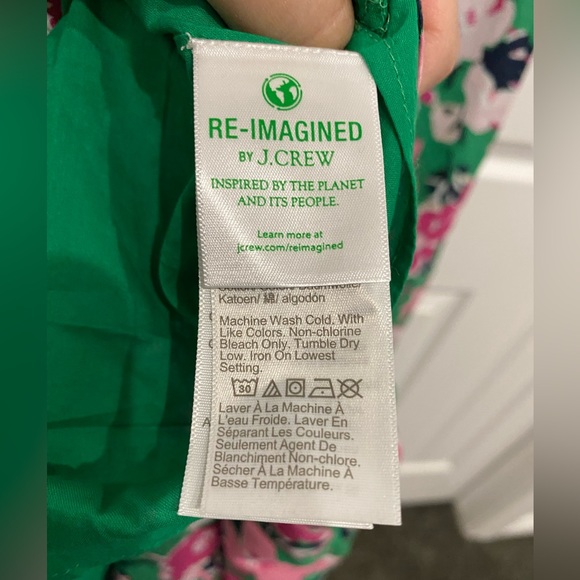 RE-IMAGINED
BY J.CREW
INSPIRED BY THE PLANET
AND ITS PEOPLE.
Learn more at
jcrew.com/reimagined
Katoen/ 棉/ algodón
Machine Wash Cold. With
Like Colors. Non-chlorine
Bleach Only. Tumble Dry
Low. Iron On Lowest
Setting.
30
Laver À La Machine À
L'eau Froide. Laver En
Séparant Les Couleurs.
Seulement Agent De
Blanchiment Non-chlore.
Sécher À La Machine À
Basse Température.